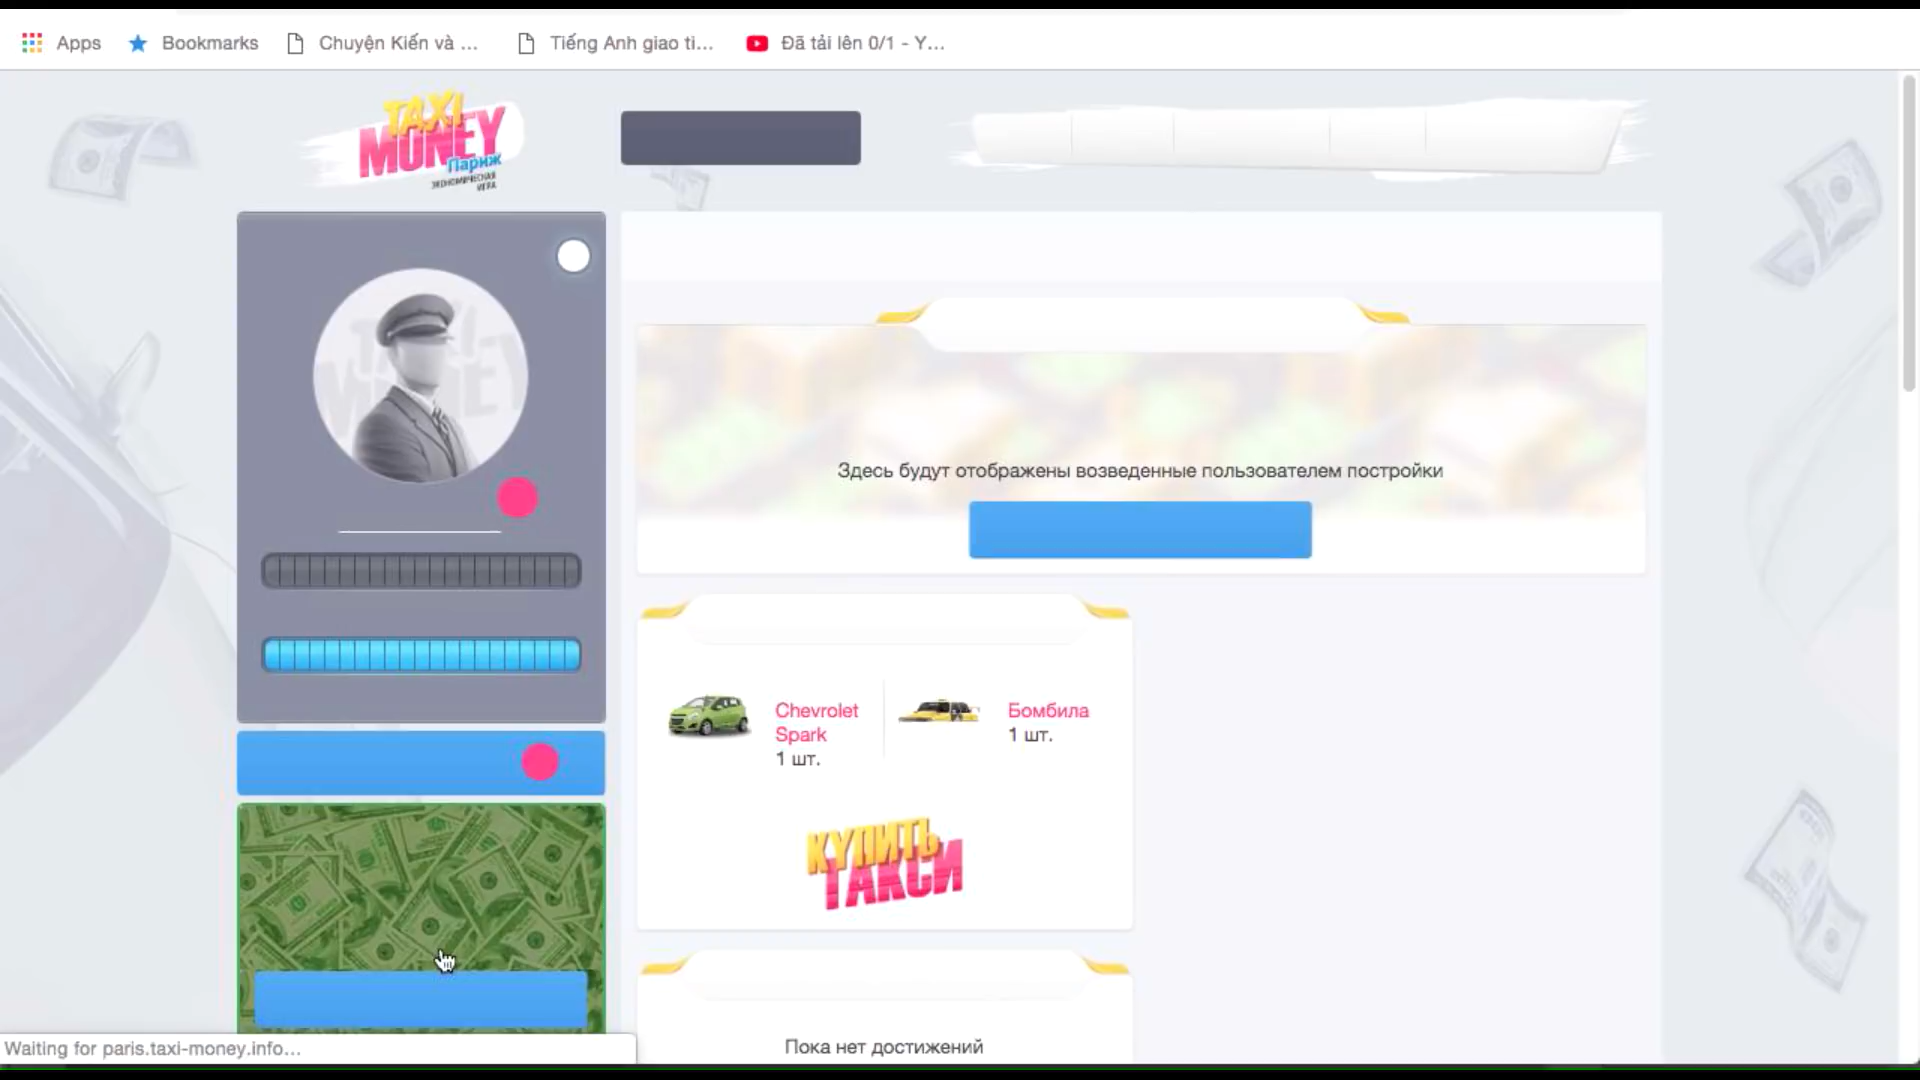 Apps
Bookmarks
Chuyện Kiến và ...
Tiếng Anh giao ti...
Đã tải lên 0/1 - Y...
TAXI
MONEY
Париж
ЭКОНОМИЧЕСКАЯ
ИГРА
Здесь будут отображены возведенные пользователем постройки
Chevrolet
Spark
1 шт.
Бомбила
1 шт.
КУПИТЬ
ТАКСИ
Пока нет достижений
Waiting for paris.taxi-money.info...